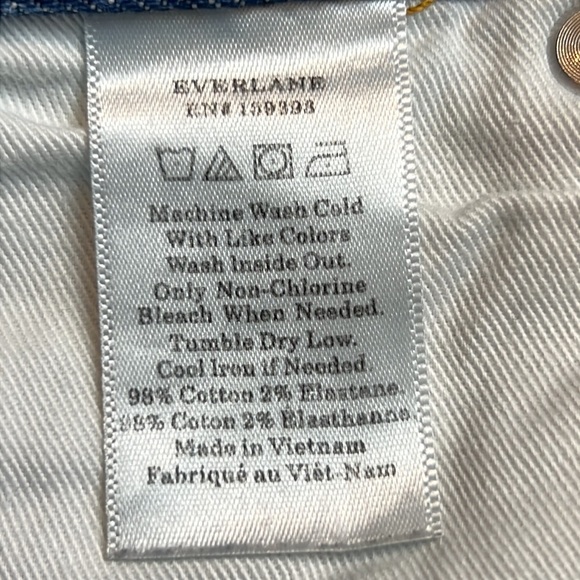 EVERLANE
RN# 139393
Machine Wash Cold
With Like Colors
Wash Inside Out.
Only Non-Chlorine
Bleach When Needed.
Tumble Dry Low.
Cool Iron if Needed
98% Cotton 2% Elastane.
98% Coton 2% Elasthanne
Made in Vietnam
Fabriqué au Viêt-Nam